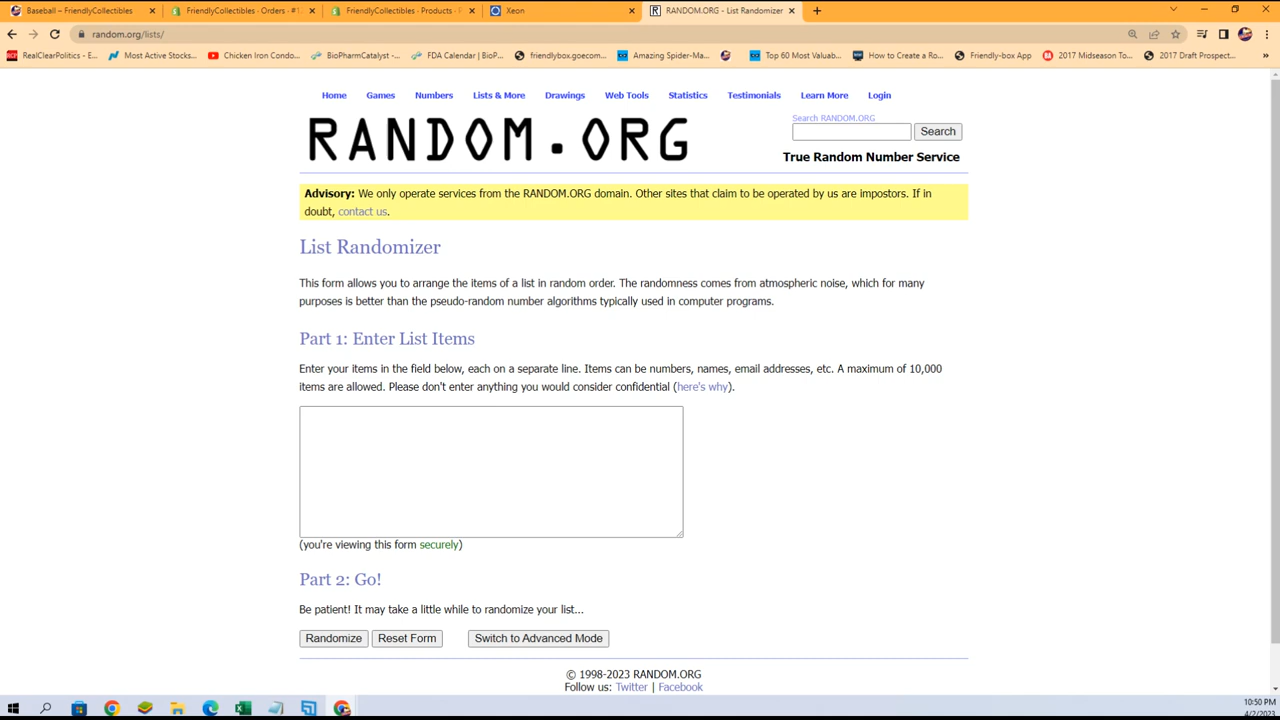 Baseball – FriendlyCollectibles
FriendlyCollectibles · Orders · #1
FriendlyCollectibles · Products ·
Xeon
RANDOM.ORG - List Randomizer
random.org/lists/
RealClearPolitics - E...
Most Active Stocks...
Chicken Iron Condo...
BioPharmCatalyst -...
FDA Calendar | BioP...
friendlybox.goecom...
Amazing Spider-Ma...
Top 60 Most Valuab...
How to Create a Ro...
Friendly-box App
2017 Midseason To...
2017 Draft Prospect...
Home Games Numbers Lists & More Drawings Web Tools Statistics Testimonials Learn More Login
RANDOM.ORG
Search RANDOM.ORG
Search
True Random Number Service
Advisory: We only operate services from the RANDOM.ORG domain. Other sites that claim to be operated by us are impostors. If in
doubt, contact us.
List Randomizer
This form allows you to arrange the items of a list in random order. The randomness comes from atmospheric noise, which for many
purposes is better than the pseudo-random number algorithms typically used in computer programs.
Part 1: Enter List Items
Enter your items in the field below, each on a separate line. Items can be numbers, names, email addresses, etc. A maximum of 10,000
items are allowed. Please don't enter anything you would consider confidential (here's why).
(you're viewing this form securely)
Part 2: Go!
Be patient! It may take a little while to randomize your list...
Randomize Reset Form Switch to Advanced Mode
© 1998-2023 RANDOM.ORG
Follow us: Twitter | Facebook
10:50 PM
4/2/2023